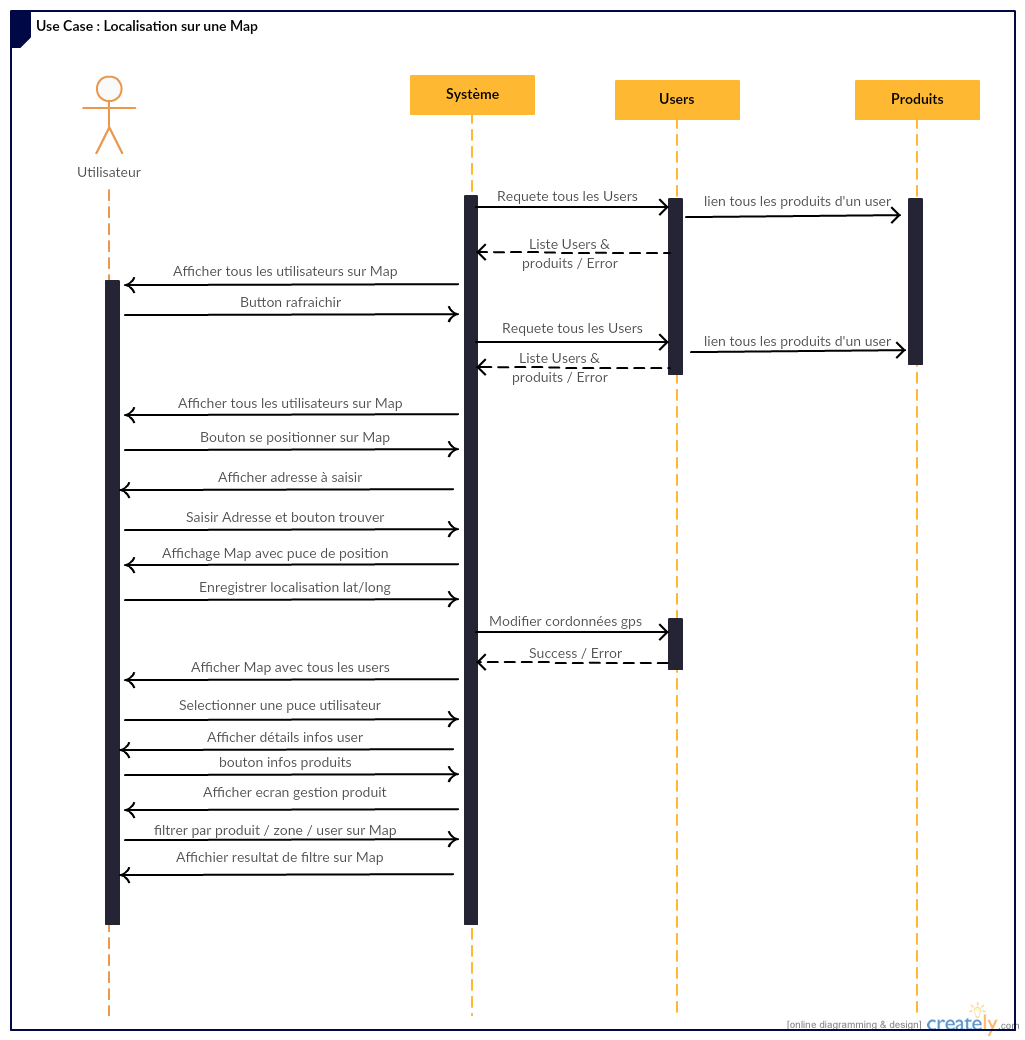 Use Case : Localisation sur une Map
Système
Users
Produits
Utilisateur
Requete tous les Users
lien tous les produits d'un user
Liste Users &
produits / Error
Afficher tous les utilisateurs sur Map
Button rafraichir
Requete tous les Users
lien tous les produits d'un user
Liste Users &
produits / Error
Afficher tous les utilisateurs sur Map
Bouton se positionner sur Map
Afficher adresse à saisir
Saisir Adresse et bouton trouver
Affichage Map avec puce de position
Enregistrer localisation lat/long
Modifier cordonnées gps
Success / Error
Afficher Map avec tous les users
Selectionner une puce utilisateur
Afficher détails infos user
bouton infos produits
Afficher ecran gestion produit
filtrer par produit / zone / user sur Map
Affichier resultat de filtre sur Map
[online diagramming & design] creately.com